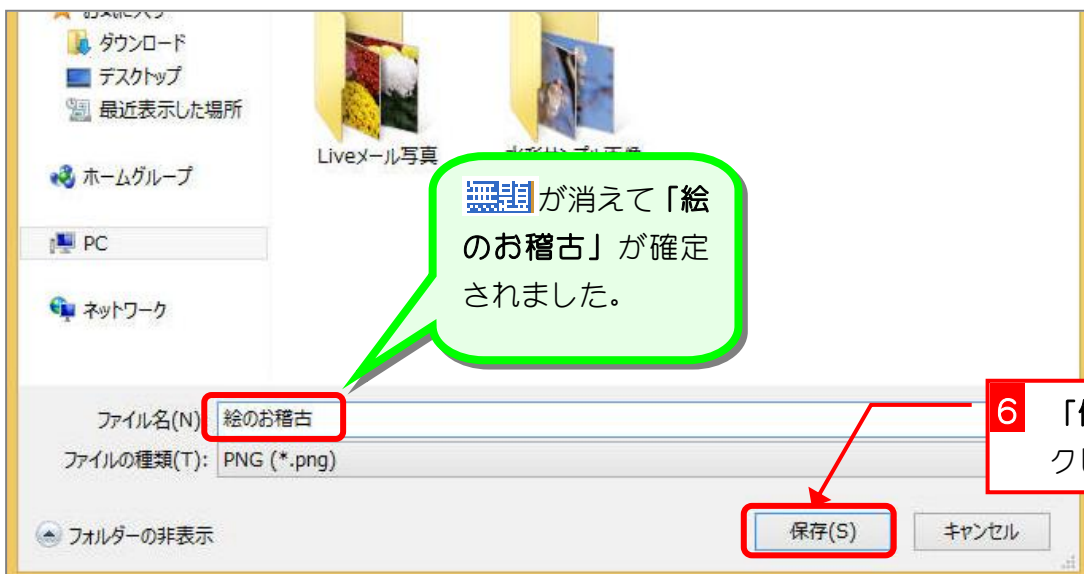 ダウンロード
デスクトップ
最近表示した場所
ホームグループ
PC
ネットワーク
Liveメール写真
無題が消えて「絵
のお稽古」が確定
されました。
ファイル名(N)
絵のお稽古
ファイルの種類(T): PNG (*.png)
6
フォルダーの非表示
保存(S)
キャンセル